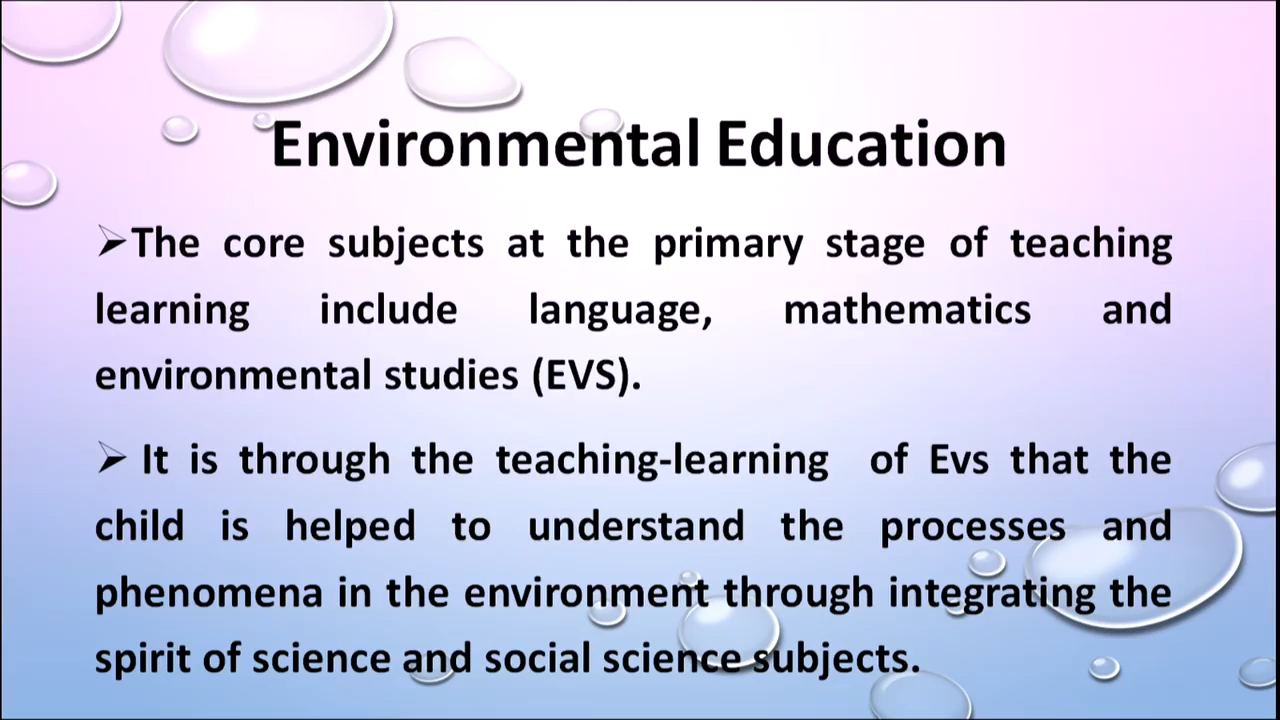 Environmental Education
➢The core subjects at the primary stage of teaching
learning include language, mathematics and
environmental studies (EVS).
➢ It is through the teaching-learning of Evs that the
child is helped to understand the processes and
phenomena in the environment through integrating the
spirit of science and social science subjects.